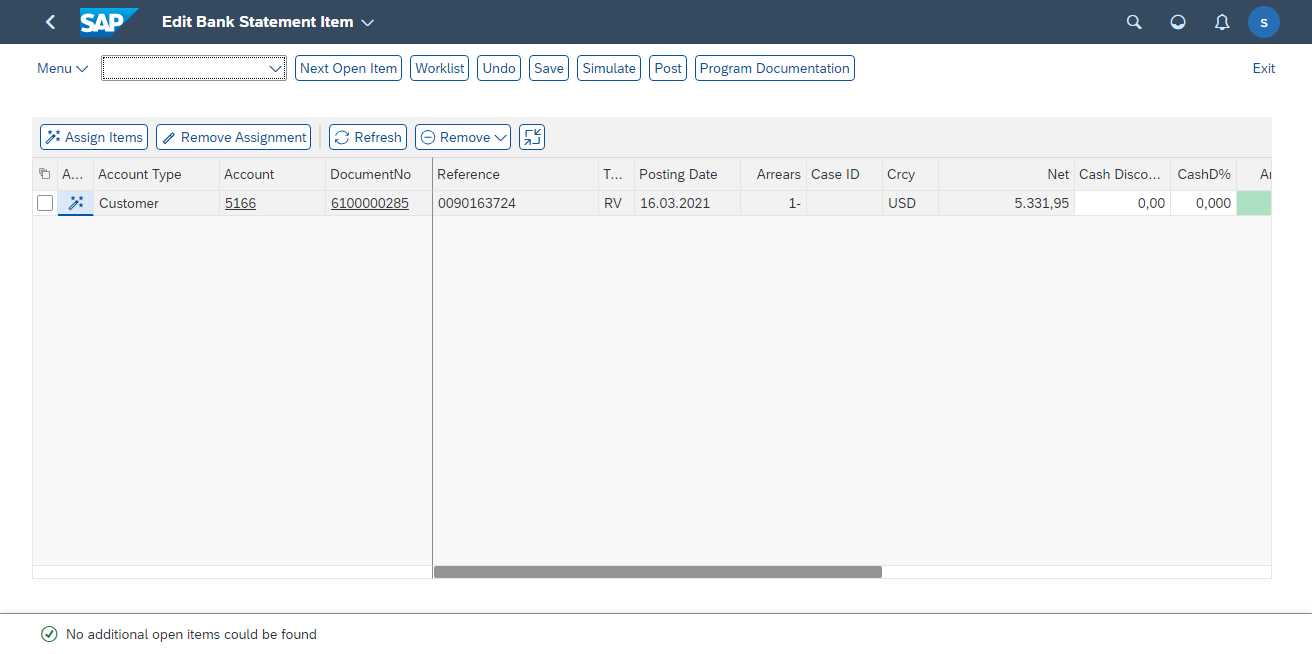 SAP Edit Bank Statement Item S
Menu Next Open Item Worklist Undo Save Simulate Post Program Documentation Exit
Assign Items Remove Assignment Refresh Remove
A... Account Type Account DocumentNo Reference T... Posting Date Arrears Case ID Crcy Net Cash Disco... CashD%
Customer 5166 6100000285 0090163724 RV 16.03.2021 1- USD 5.331,95 0,00 0,000
No additional open items could be found